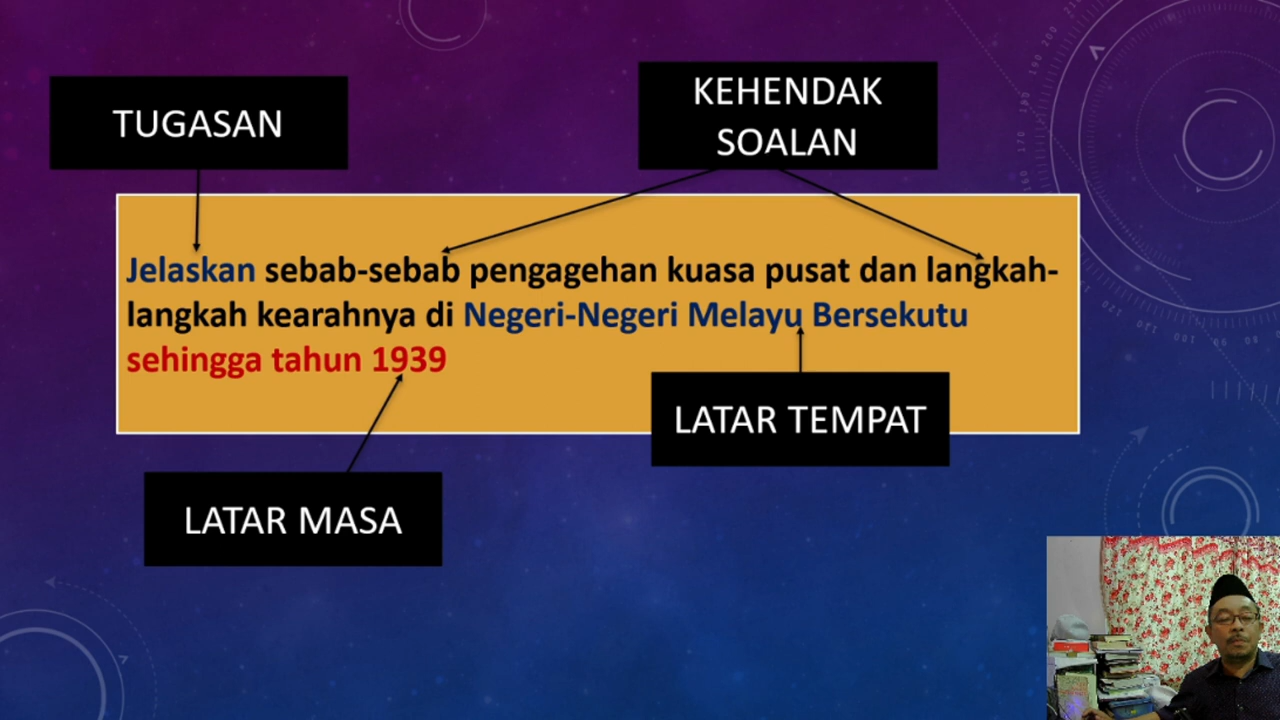 TUGASAN
KEHENDAK
SOALAN
Jelaskan sebab-sebab pengagehan kuasa pusat dan langkah-
langkah kearahnya di Negeri-Negeri Melayu Bersekutu
sehingga tahun 1939
LATAR TEMPAT
LATAR MASA